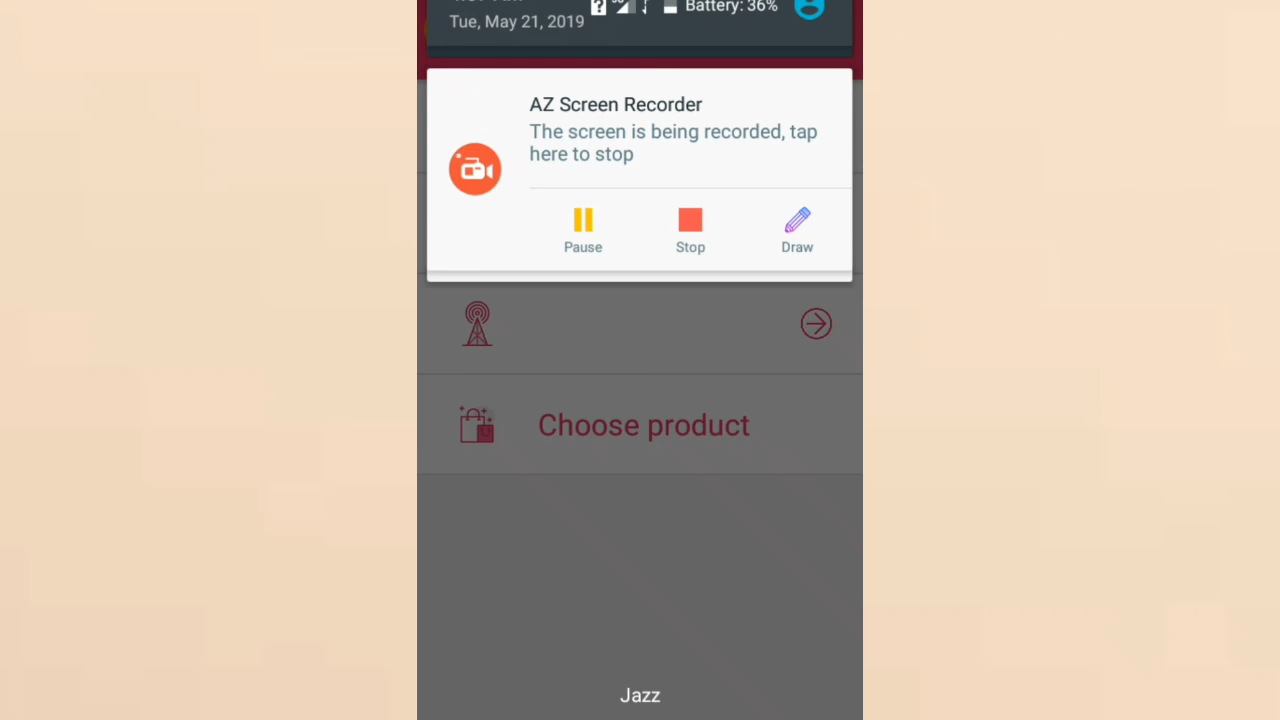 Tue, May 21, 2019
Battery: 36%
AZ Screen Recorder
The screen is being recorded, tap
here to stop
Pause
Stop
Draw
Choose product
Jazz